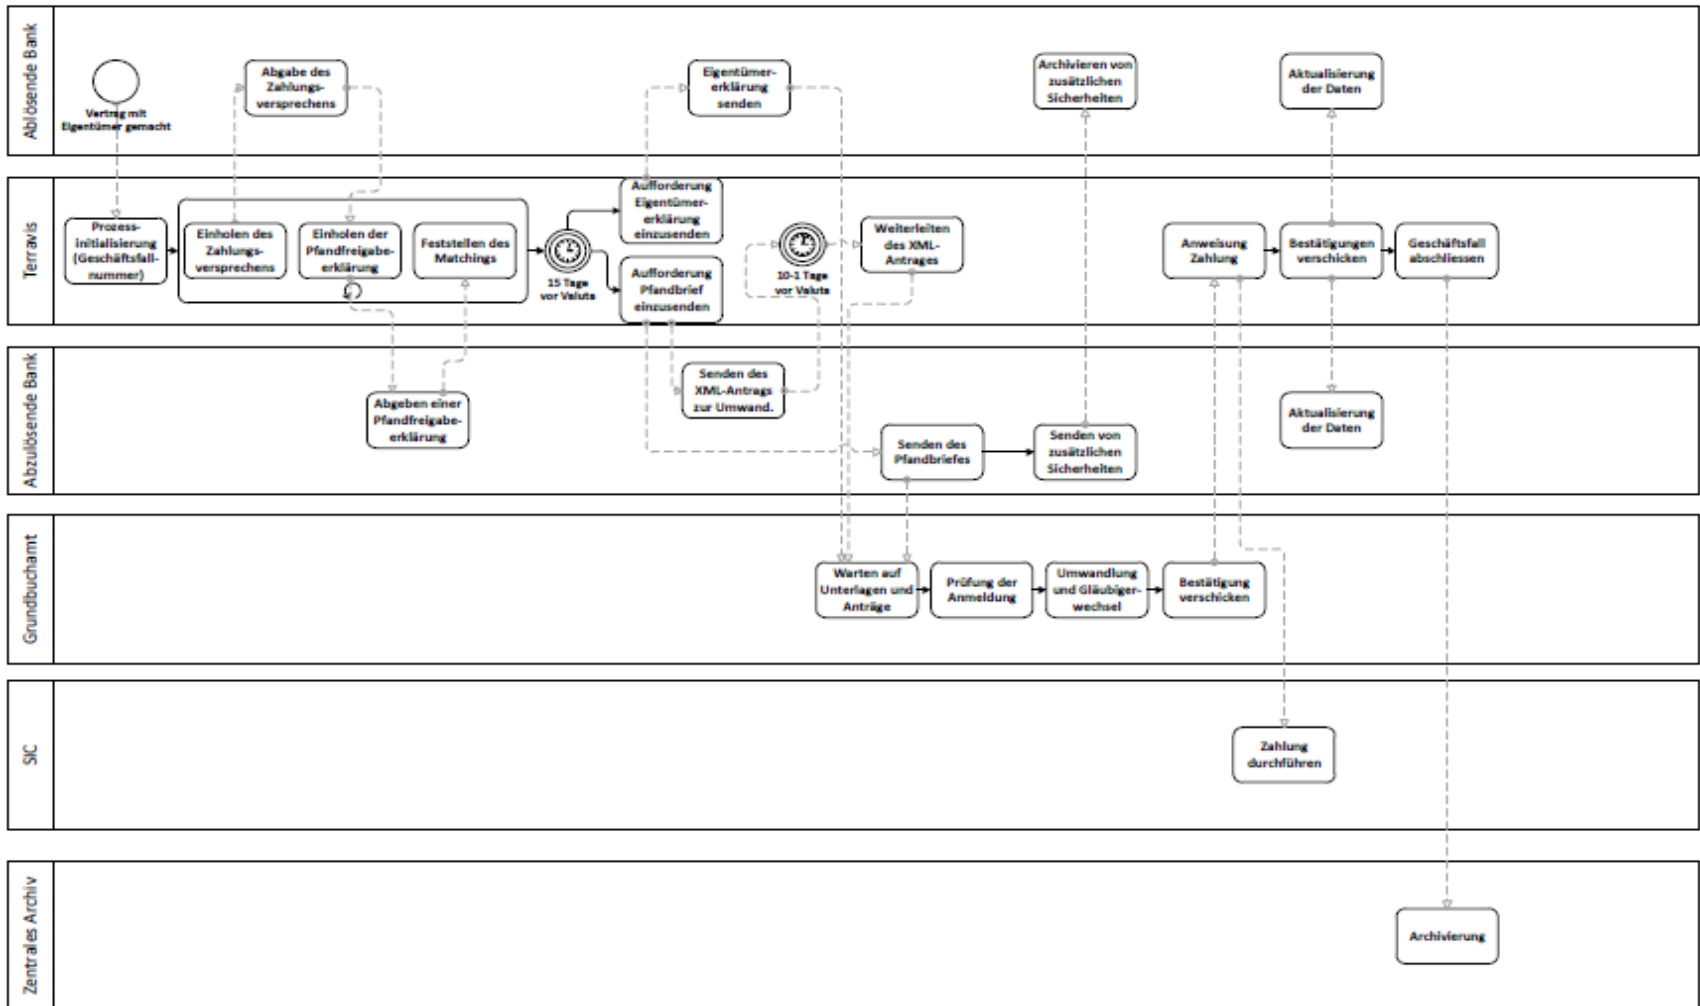 Ablösende Bank
Vertrag mit
Eigentümer gemacht
Abgabe des
Zahlungs-
versprechens
Eigentümer-
erklärung
senden
Archivieren von
zusätzlichen
Sicherheiten
Aktualisierung
der Daten
Terravis
Prozess-
initialisierung
(Geschäftsfall-
nummer)
Einholen des
Zahlungs-
versprechens
Einholen der
Pfandfreigabe-
erklärung
Feststellen des
Matchings
15 Tage
vor Valuta
Aufforderung
Eigentümer-
erklärung
einzusenden
Aufforderung
Pfandbrief
einzusenden
10-1 Tage
vor Valuta
Weiterleiten
des XML-
Antrages
Anweisung
Zahlung
Bestätigungen
verschicken
Geschäftsfall
abschliessen
Abzulösende Bank
Abgeben einer
Pfandfreigabe-
erklärung
Senden des
XML-Antrags
zur Umwand.
Senden des
Pfandbriefes
Senden von
zusätzlichen
Sicherheiten
Aktualisierung
der Daten
Grundbuchamt
Warten auf
Unterlagen und
Anträge
Prüfung der
Anmeldung
Umwandlung
und Gläubiger-
wechsel
Bestätigung
verschicken
SIC
Zahlung
durchführen
Zentrales Archiv
Archivierung